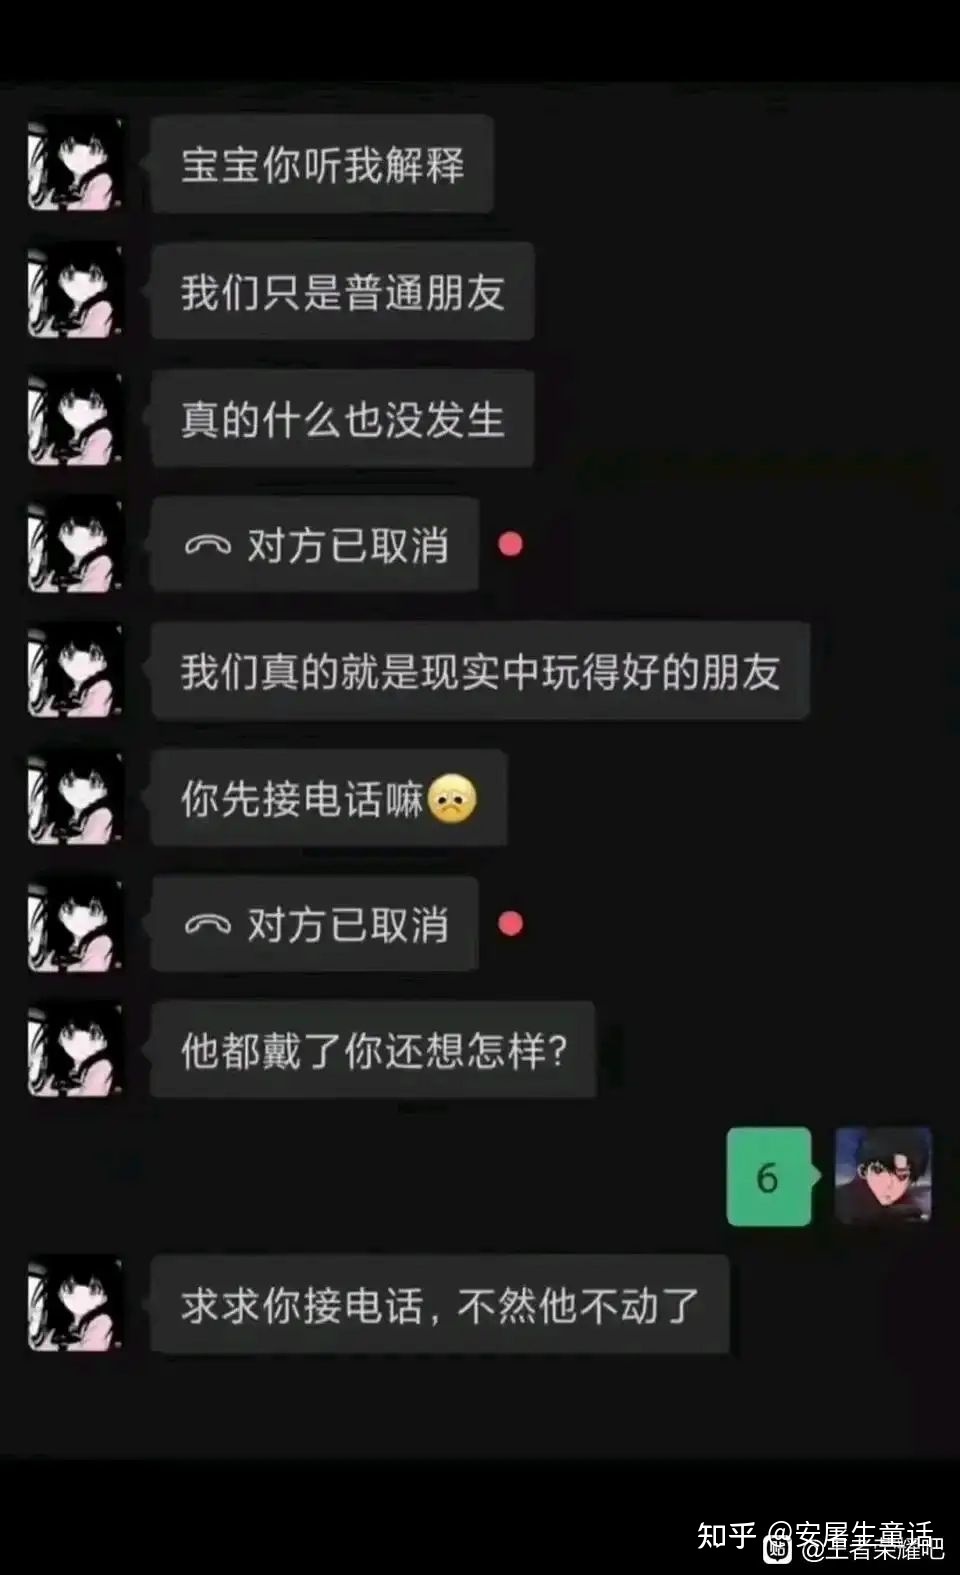 宝宝你听我解释
我们只是普通朋友
真的什么也没发生
对方已取消
我们真的就是现实中玩得好的朋友
你先接电话嘛
对方已取消
他都戴了你还想怎样?
6
求求你接电话，不然他不动了
知乎 @安屠生童话
贴 @王者荣耀吧